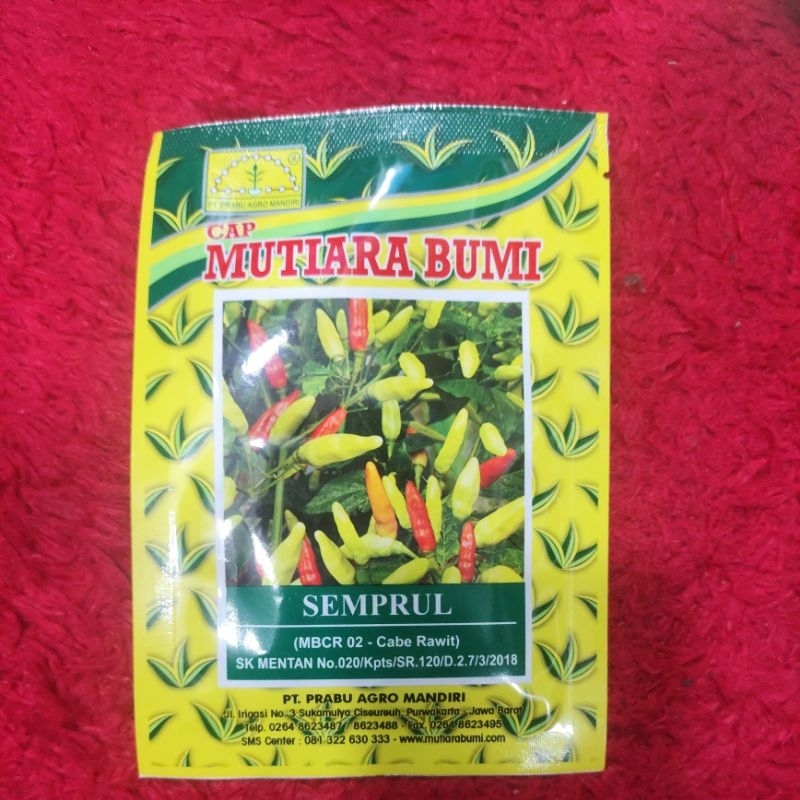 ®
PT. PRABU AGRO MANDIRI
CAP
MUTIARA BUMI
SEMPRUL
(MBCR 02 - Cabe Rawit)
SK MENTAN No.020/Kpts/SR.120/D.2.7/3/2018
PT. PRABU AGRO MANDIRI
Jl. Irigasi No. 3 Sukamulya Ciseureuh, Purwakarta - Jawa Barat
Telp. 0264 8623487 / 8623488 - Fax. 0264 8623495
SMS Center : 081 322 630 333 - www.mutiarabumi.com